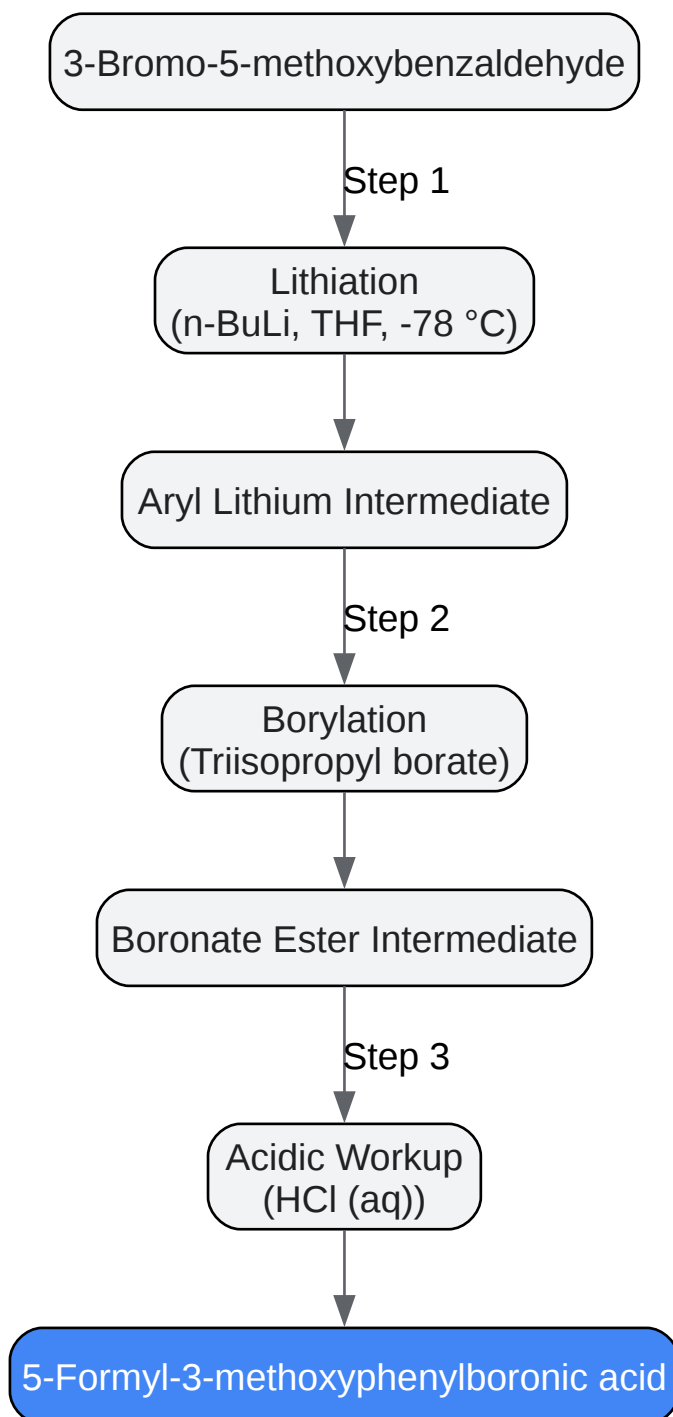 3-Bromo-5-methoxybenzaldehyde
Step 1
Lithiation
(n-BuLi, THF, -78 °C)
Aryl Lithium Intermediate
Step 2
Borylation
(Triisopropyl borate)
Boronate Ester Intermediate
Step 3
Acidic Workup
(HCl (aq))
5-Formyl-3-methoxyphenylboronic acid